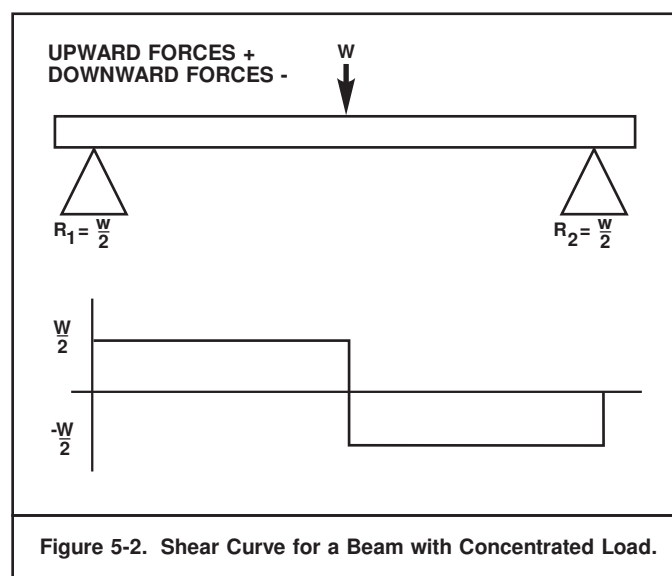 UPWARD FORCES +
DOWNWARD FORCES -
W
R1 = w/2
R2 = w/2
W/2
-W/2
Figure 5-2. Shear Curve for a Beam with Concentrated Load.